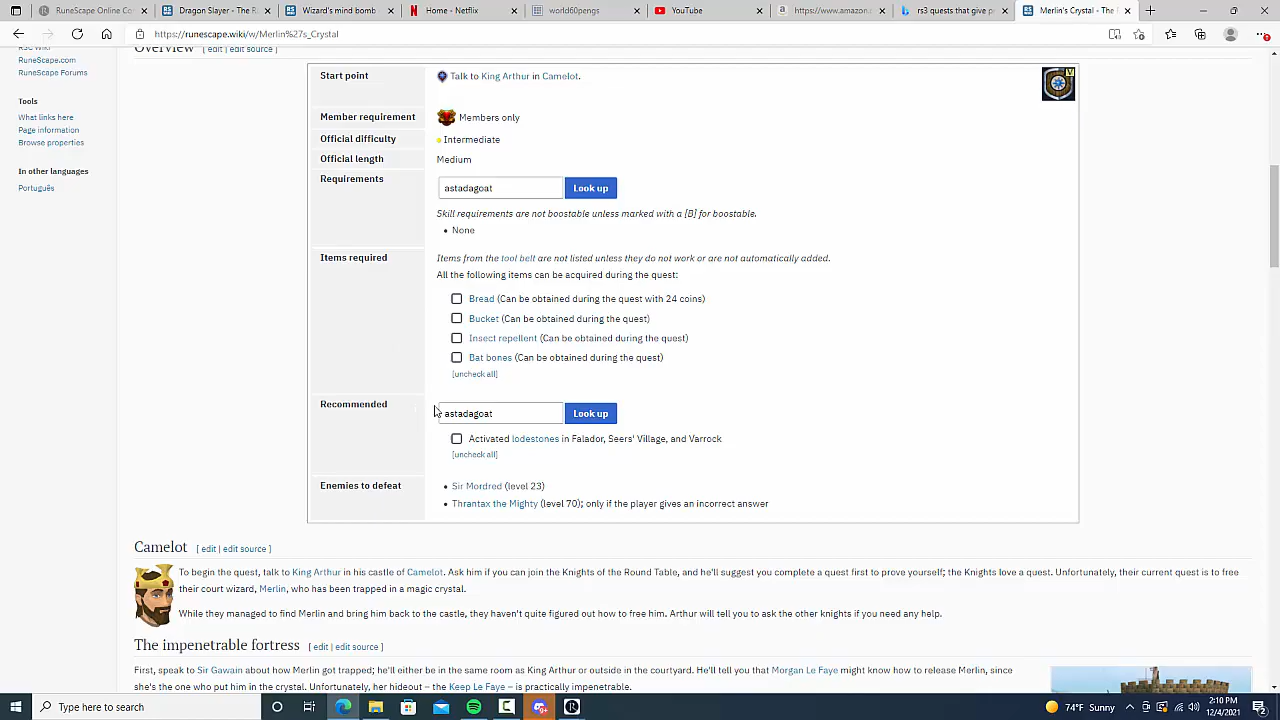 RuneScape Online Co
Dragon Slayer - The R
Wizard's mind bomb
Home - Netflix
world60pengs
YouTube
https://www.amazon.
rs3 quests that give p
Merlin's Crystal - The
https://runescape.wiki/w/Merlin%27s_Crystal
RSC Wiki
RuneScape.com
RuneScape Forums
Tools
What links here
Page information
Browse properties
In other languages
Português
Overview [ edit | edit source ]
Start point
Talk to King Arthur in Camelot.
Member requirement
Members only
Official difficulty
Intermediate
Official length
Medium
Requirements
astadagoat Look up
Skill requirements are not boostable unless marked with a [B] for boostable.
• None
Items required
Items from the tool belt are not listed unless they do not work or are not automatically added.
All the following items can be acquired during the quest:
Bread (Can be obtained during the quest with 24 coins)
Bucket (Can be obtained during the quest)
Insect repellent (Can be obtained during the quest)
Bat bones (Can be obtained during the quest)
[uncheck all]
Recommended
astadagoat Look up
Activated lodestones in Falador, Seers' Village, and Varrock
[uncheck all]
Enemies to defeat
• Sir Mordred (level 23)
• Thrantax the Mighty (level 70); only if the player gives an incorrect answer
Camelot [ edit | edit source ]
To begin the quest, talk to King Arthur in his castle of Camelot. Ask him if you can join the Knights of the Round Table, and he'll suggest you complete a quest first to prove yourself; the Knights love a quest. Unfortunately, their current quest is to free
their court wizard, Merlin, who has been trapped in a magic crystal.
While they managed to find Merlin and bring him back to the castle, they haven't quite figured out how to free him. Arthur will tell you to ask the other knights if you need any help.
The impenetrable fortress [ edit | edit source ]
First, speak to Sir Gawain about how Merlin got trapped; he'll either be in the same room as King Arthur or outside in the courtyard. He'll tell you that Morgan Le Faye might know how to release Merlin, since
she's the one who put him in the crystal. Unfortunately, her hideout – the Keep Le Faye – is practically impenetrable.
Type here to search
74°F Sunny
2:10 PM
12/4/2021
2